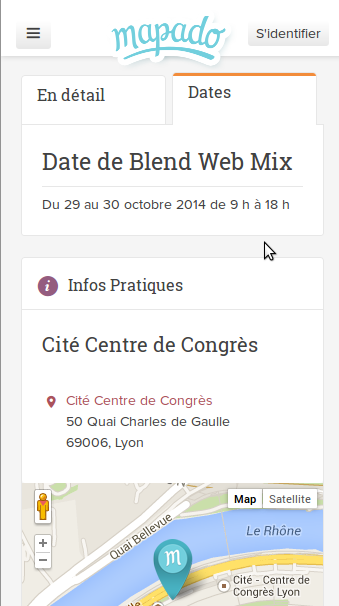 mapado
S'identifier
En détail
Dates
Date de Blend Web Mix
Du 29 au 30 octobre 2014 de 9 h à 18 h
i Infos Pratiques
Cité Centre de Congrès
Cité Centre de Congrès
50 Quai Charles de Gaulle
69006, Lyon
Map Satellite
Quai Bellevue
Le Rhône
+
−
m
Cité - Centre de
Congrès Lyon